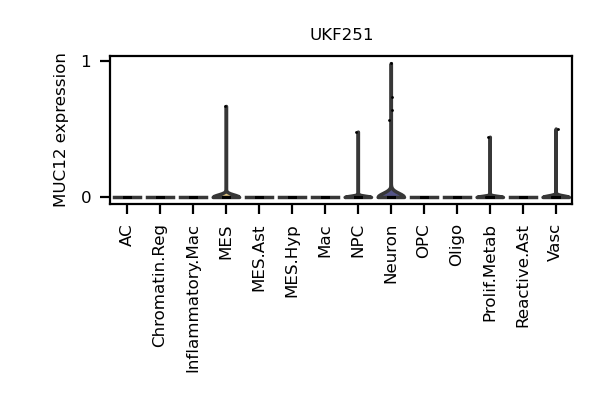 UKF251
MUC12 expression
1
0
AC
Chromatin.Reg
Inflammatory.Mac
MES
MES.Ast
MES.Hyp
Mac
NPC
Neuron
OPC
Oligo
Prolif.Metab
Reactive.Ast
Vasc